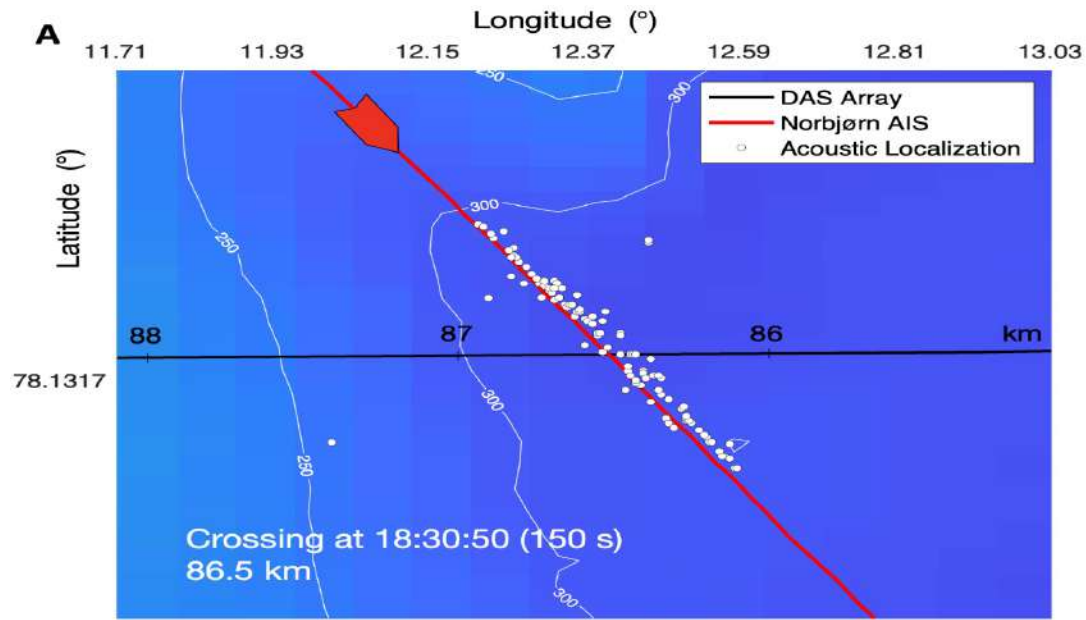 A
Longitude (°)
11.71 11.93 12.15 12.37 12.59 12.81 13.03
250
300
DAS Array
Norbjørn AIS
Acoustic Localization
300
Latitude (°)
250
88 87 86 km
78.1317
300
250
Crossing at 18:30:50 (150 s)
86.5 km
300